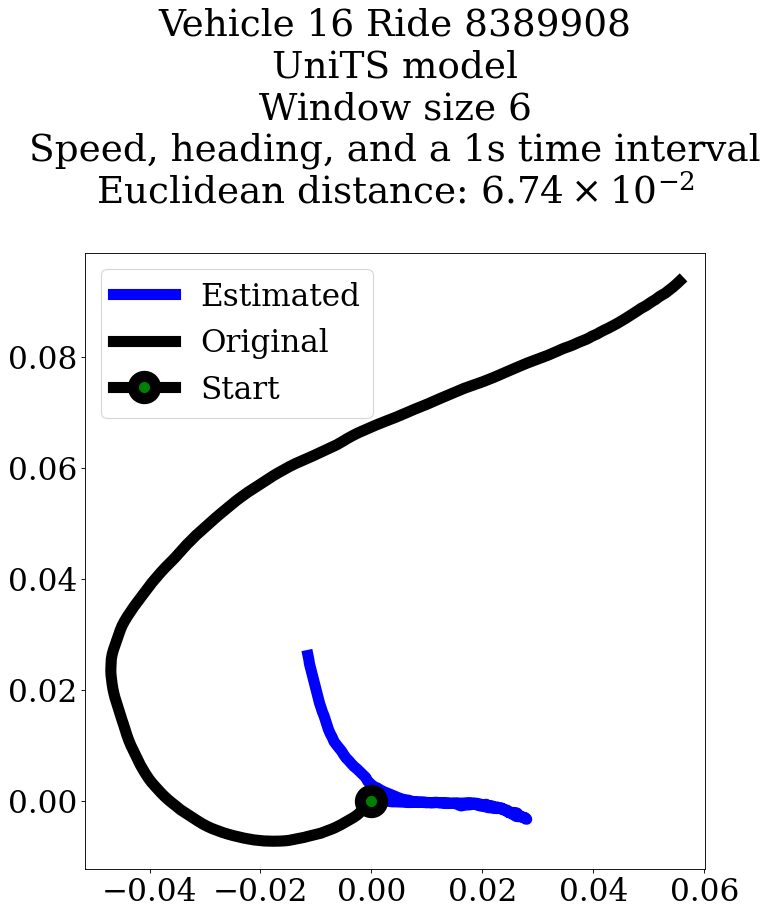 Vehicle 16 Ride 8389908
UniTS model
Window size 6
Speed, heading, and a 1s time interval
Euclidean distance: 6.74 × 10⁻²
Estimated
Original
Start
0.08
0.06
0.04
0.02
0.00
−0.04 −0.02 0.00 0.02 0.04 0.06